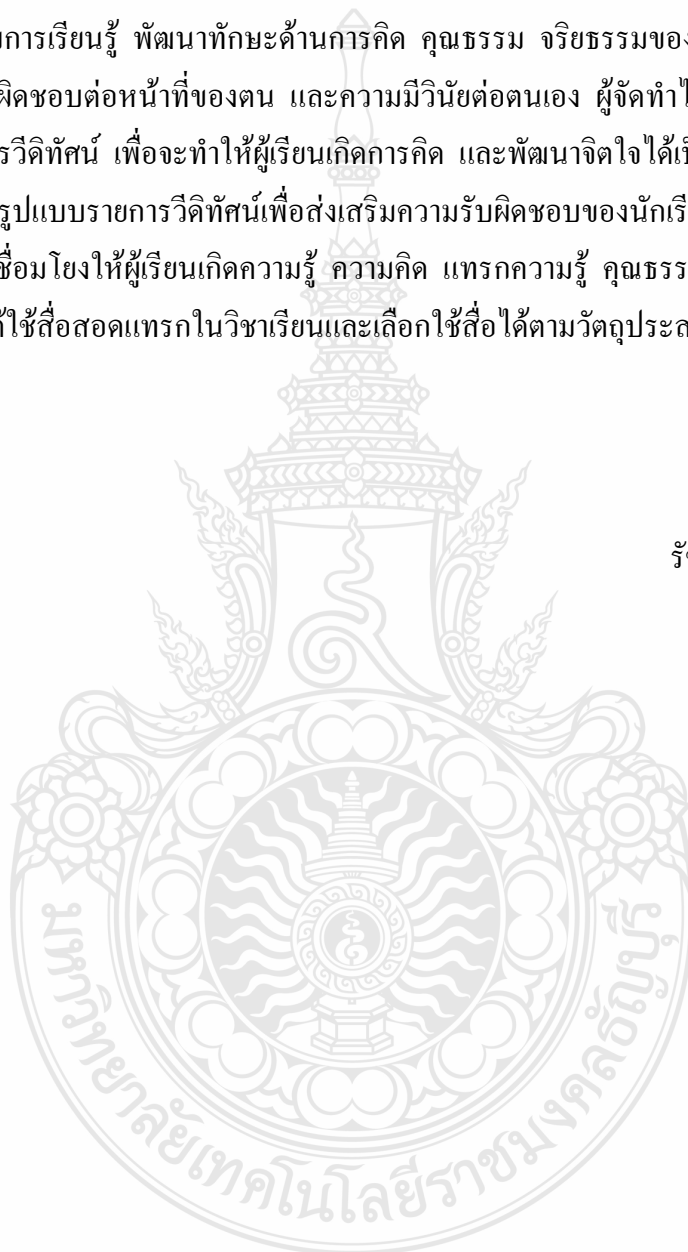 การเรียนรู้ พัฒนาทักษะด้านการคิด คุณธรรม จริยธรรมของ
ผิดชอบต่อหน้าที่ของตน และความมีวินัยต่อตนเอง ผู้จัดทำ
รวีดิทัศน์ เพื่อจะทำให้ผู้เรียนเกิดการคิด และพัฒนาจิตใจได้
รูปแบบรายการวีดิทัศน์เพื่อส่งเสริมความรับผิดชอบของนักเรี
ชื่อมโยงให้ผู้เรียนเกิดความรู้ ความคิด แทรกความรู้ คุณธรร
ใช้สื่อสอดแทรกในวิชาเรียนและเลือกใช้สื่อได้ตามวัตถุประส
รั
มหาวิทยาลัยเทคโนโลยีราชมงคลธัญบุรี